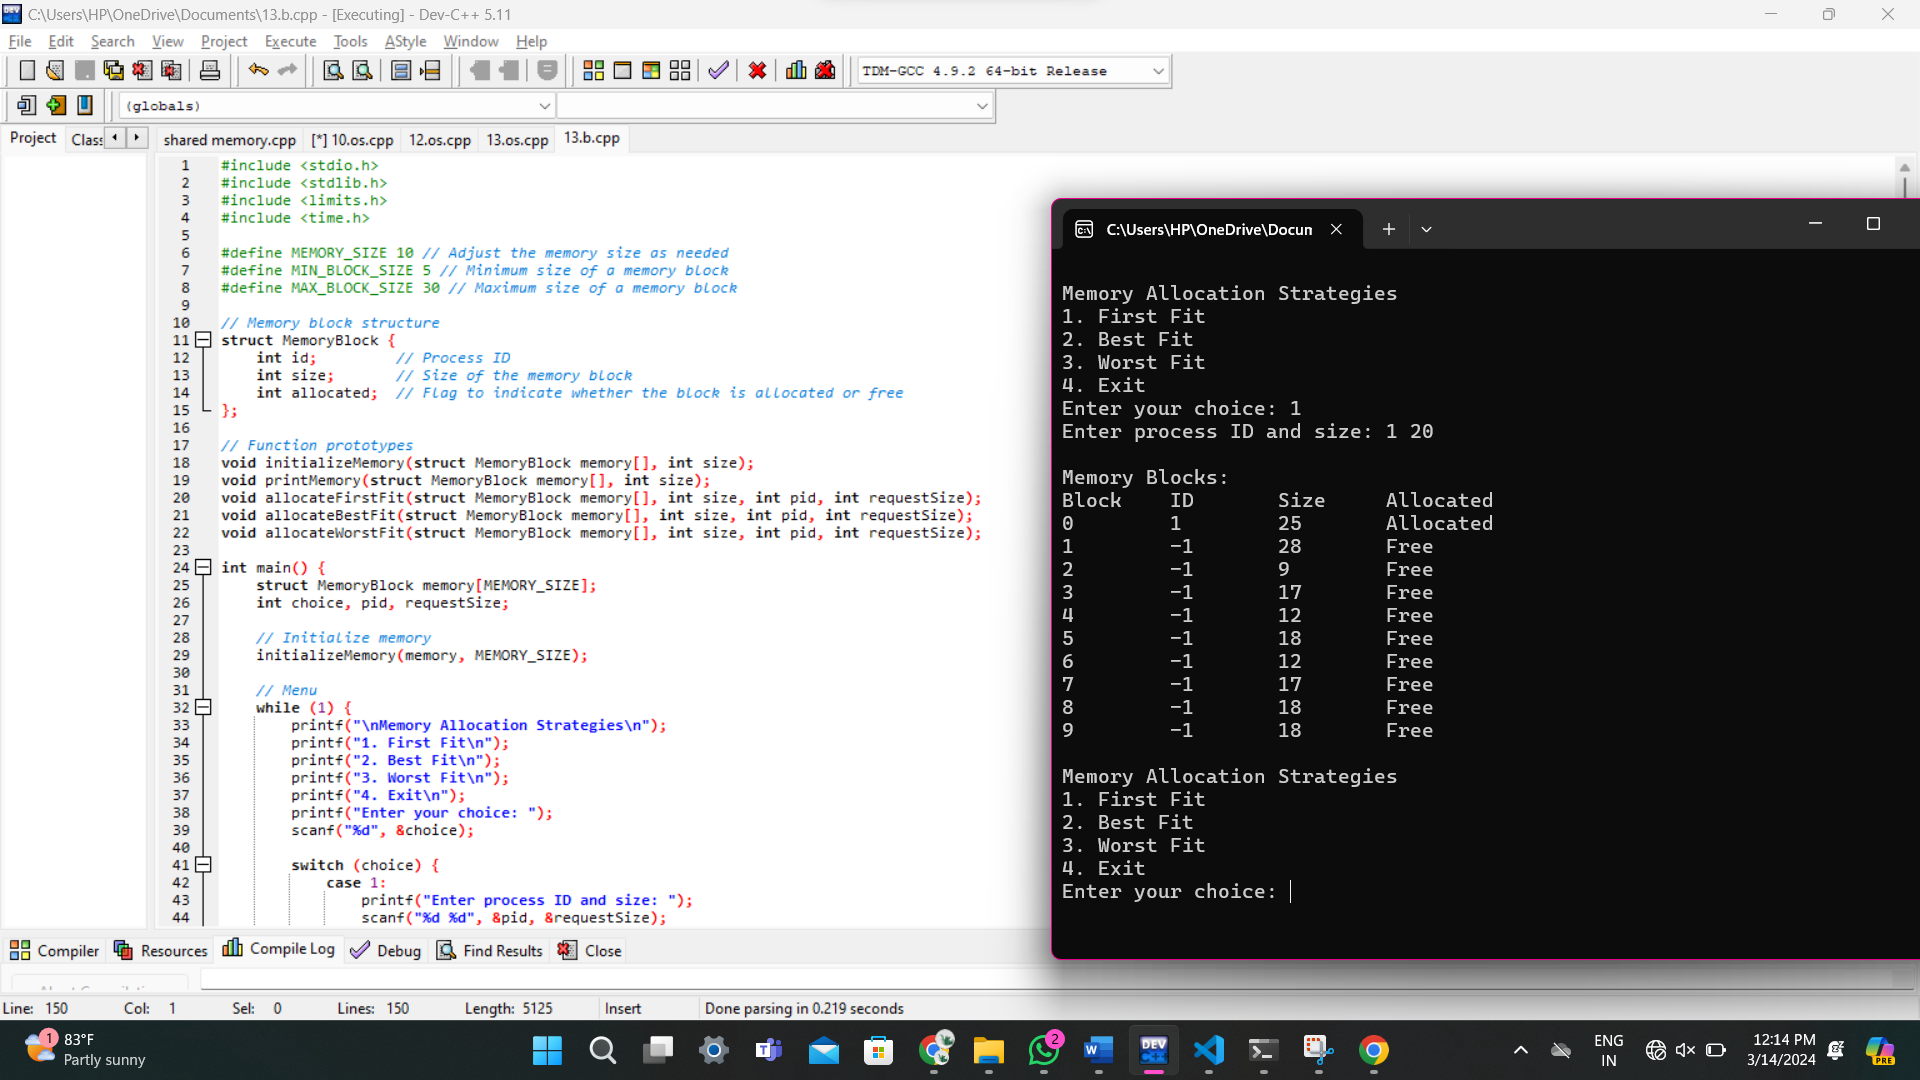 C:\Users\HP\OneDrive\Documents\13.b.cpp - [Executing] - Dev-C++ 5.11
File Edit Search View Project Execute Tools AStyle Window Help
TDM-GCC 4.9.2 64-bit Release
(globals)
Project Class shared memory.cpp [*] 10.os.cpp 12.os.cpp 13.os.cpp 13.b.cpp
1 #include <stdio.h>
2 #include <stdlib.h>
3 #include <limits.h>
4 #include <time.h>
5
6 #define MEMORY_SIZE 10 // Adjust the memory size as needed
7 #define MIN_BLOCK_SIZE 5 // Minimum size of a memory block
8 #define MAX_BLOCK_SIZE 30 // Maximum size of a memory block
9
10 // Memory block structure
11 struct MemoryBlock {
12 int id; // Process ID
13 int size; // Size of the memory block
14 int allocated; // Flag to indicate whether the block is allocated or free
15 };
16
17 // Function prototypes
18 void initializeMemory(struct MemoryBlock memory[], int size);
19 void printMemory(struct MemoryBlock memory[], int size);
20 void allocateFirstFit(struct MemoryBlock memory[], int size, int pid, int requestSize);
21 void allocateBestFit(struct MemoryBlock memory[], int size, int pid, int requestSize);
22 void allocateWorstFit(struct MemoryBlock memory[], int size, int pid, int requestSize);
23
24 int main() {
25 struct MemoryBlock memory[MEMORY_SIZE];
26 int choice, pid, requestSize;
27
28 // Initialize memory
29 initializeMemory(memory, MEMORY_SIZE);
30
31 // Menu
32 while (1) {
33 printf("\nMemory Allocation Strategies\n");
34 printf("1. First Fit\n");
35 printf("2. Best Fit\n");
36 printf("3. Worst Fit\n");
37 printf("4. Exit\n");
38 printf("Enter your choice: ");
39 scanf("%d", &choice);
40
41 switch (choice) {
42 case 1:
43 printf("Enter process ID and size: ");
44 scanf("%d %d", &pid, &requestSize);
C:\Users\HP\OneDrive\Docun
Memory Allocation Strategies
1. First Fit
2. Best Fit
3. Worst Fit
4. Exit
Enter your choice: 1
Enter process ID and size: 1 20
Memory Blocks:
Block ID Size Allocated
0 1 25 Allocated
1 -1 28 Free
2 -1 9 Free
3 -1 17 Free
4 -1 12 Free
5 -1 18 Free
6 -1 12 Free
7 -1 17 Free
8 -1 18 Free
9 -1 18 Free
Memory Allocation Strategies
1. First Fit
2. Best Fit
3. Worst Fit
4. Exit
Enter your choice:
Compiler Resources Compile Log Debug Find Results Close
Line: 150 Col: 1 Sel: 0 Lines: 150 Length: 5125 Insert Done parsing in 0.219 seconds
1 83°F
Partly sunny
2
W
DEV
C++
ENG
IN
12:14 PM
3/14/2024
PRE